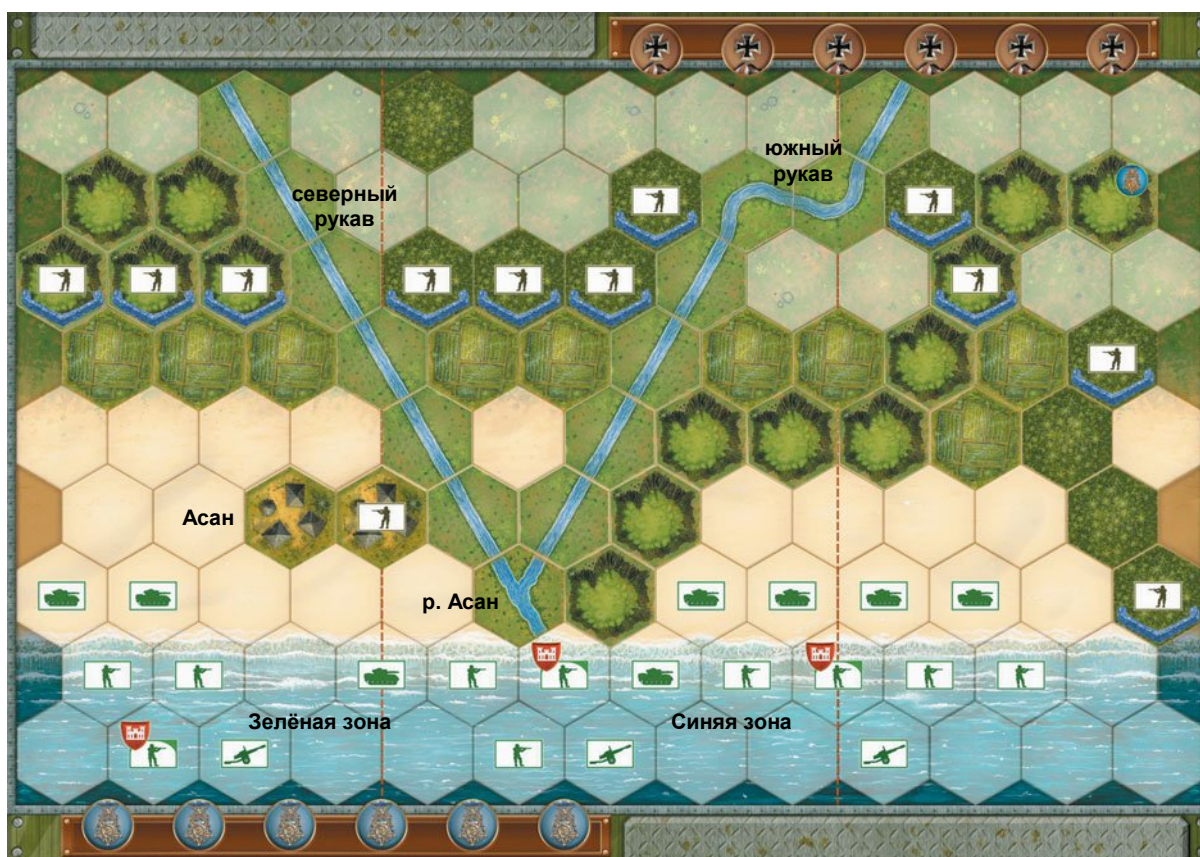 южный
рукав
северный
рукав
Асан
р. Асан
Зелёная зона
Синяя зона